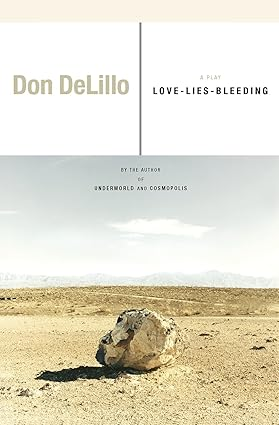 Don DeLillo
A PLAY
LOVE-LIES-BLEEDING
BY THE AUTHOR
OF
UNDERWORLD AND COSMOPOLIS